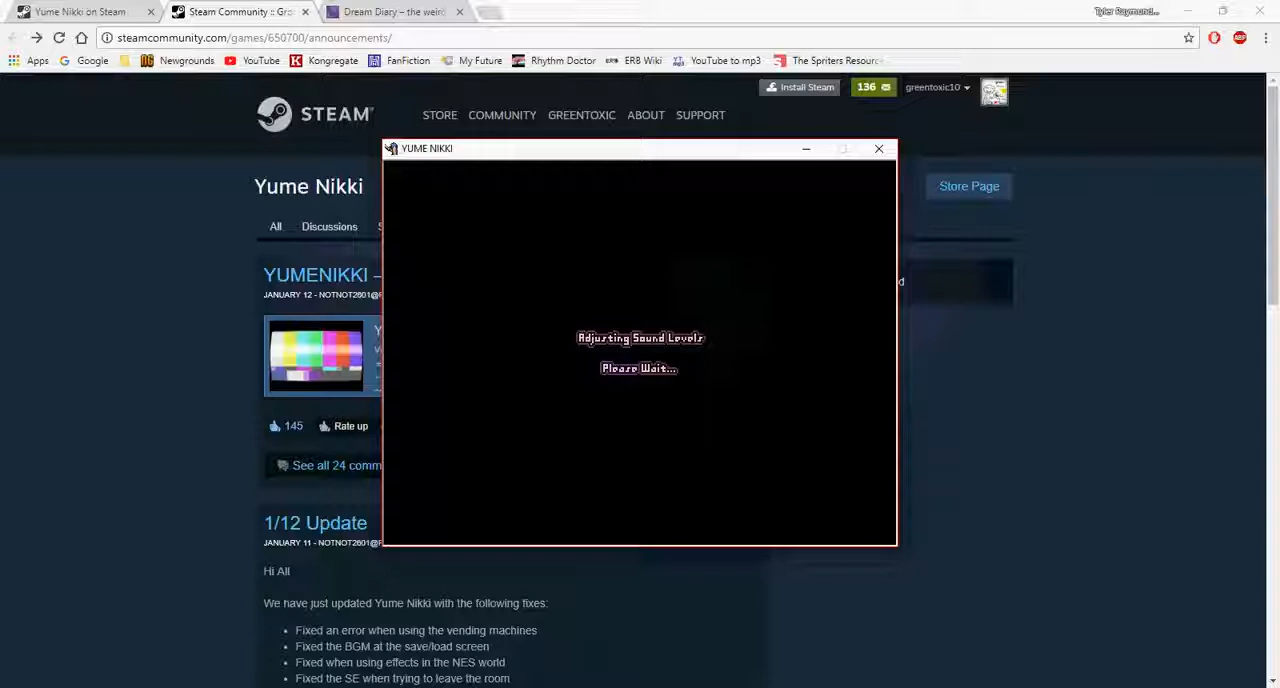 Yume Nikki on Steam
Steam Community :: Gro
Dream Diary – the weird
Tyler Raymond...
steamcommunity.com/games/650700/announcements/
Apps
Google
Newgrounds
YouTube
Kongregate
FanFiction
My Future
Rhythm Doctor
ERB Wiki
YouTube to mp3
The Spriters Resourc
Install Steam
136
greentoxic10
STEAM
STORE
COMMUNITY
GREENTOXIC
ABOUT
SUPPORT
YUME NIKKI
Yume Nikki
Store Page
All
Discussions
Adjusting Sound Levels
Please Wait...
YUMENIKKI –
JANUARY 12 - NOTNOT2601@
145
Rate up
See all 24 comm
1/12 Update
JANUARY 11 - NOTNOT2601@
Hi All
We have just updated Yume Nikki with the following fixes:
• Fixed an error when using the vending machines
• Fixed the BGM at the save/load screen
• Fixed when using effects in the NES world
• Fixed the SE when trying to leave the room